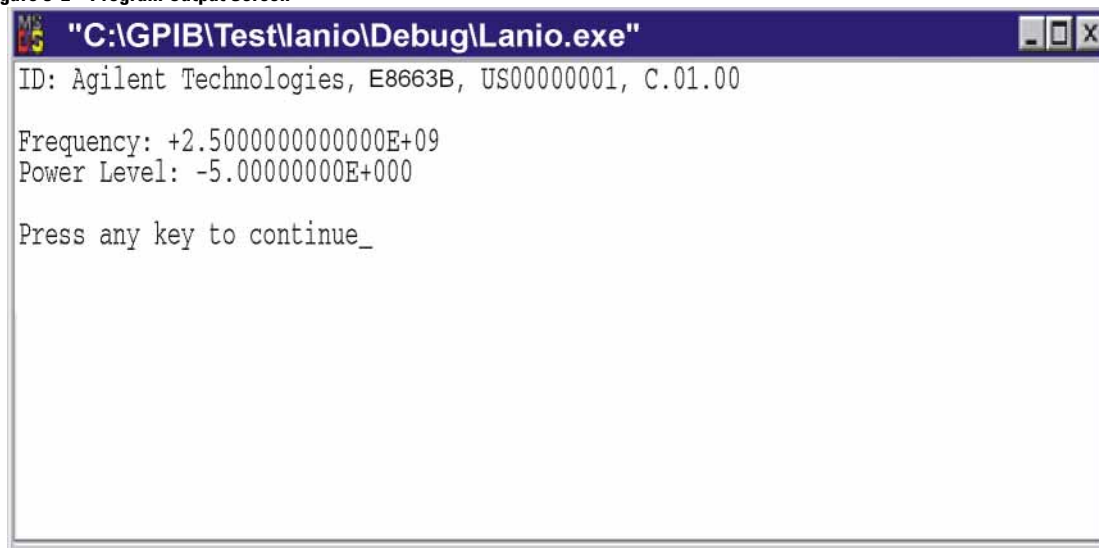 "C:\GPIB\Test\lanio\Debug\Lanio.exe"
ID: Agilent Technologies, E8663B, US00000001, C.01.00
Frequency: +2.5000000000000E+09
Power Level: -5.00000000E+000
Press any key to continue_